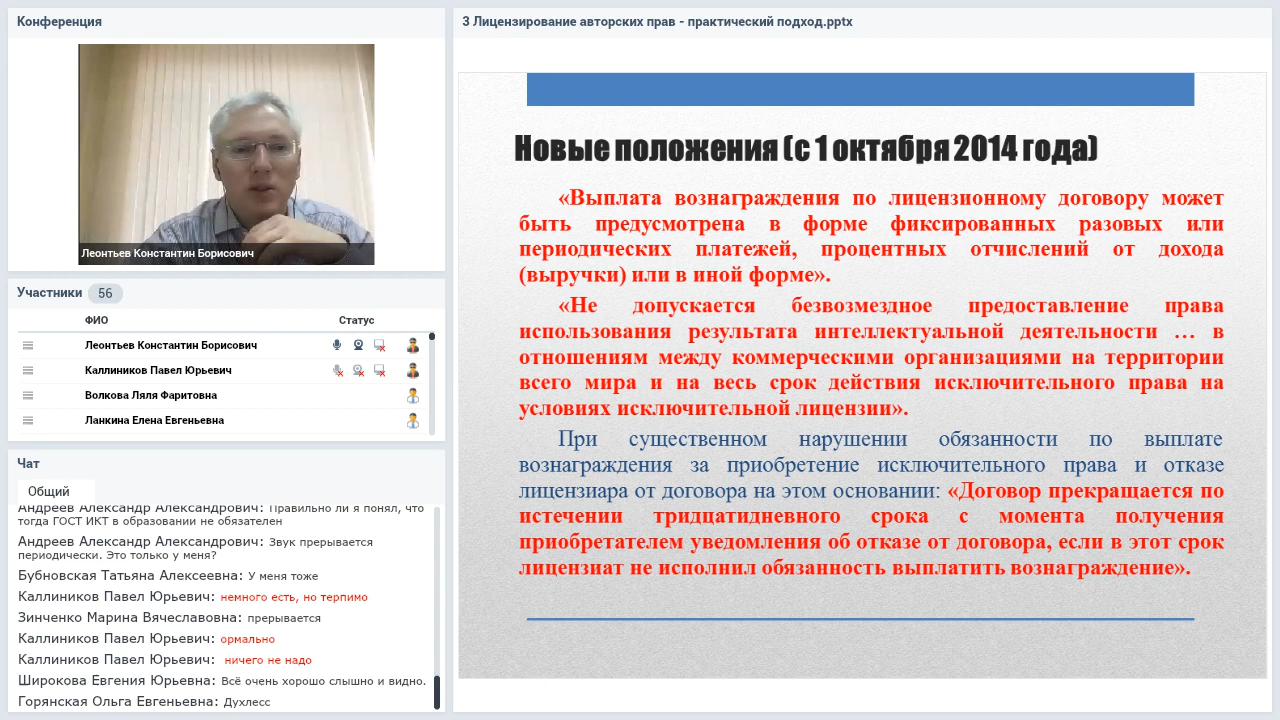 Конференция
Леонтьев Константин Борисович
Участники 56
ФИО Статус
Леонтьев Константин Борисович
Каллиников Павел Юрьевич
Волкова Ляля Фаритовна
Ланкина Елена Евгеньевна
Чат
Общий
Андреев Александр Александрович: Правильно ли я понял, что
тогда ГОСТ ИКТ в образовании не обязателен
Андреев Александр Александрович: Звук прерывается
периодически. Это только у меня?
Бубновская Татьяна Алексеевна: У меня тоже
Каллиников Павел Юрьевич: немного есть, но терпимо
Зинченко Марина Вячеславовна: прерывается
Каллиников Павел Юрьевич: ормально
Каллиников Павел Юрьевич: ничего не надо
Широкова Евгения Юрьевна: Всё очень хорошо слышно и видно.
Горянская Ольга Евгеньевна: Духлесс
3 Лицензирование авторских прав - практический подход.pptx
Новые положения (с 1 октября 2014 года)
«Выплата вознаграждения по лицензионному договору может
быть предусмотрена в форме фиксированных разовых или
периодических платежей, процентных отчислений от дохода
(выручки) или в иной форме».
«Не допускается безвозмездное предоставление права
использования результата интеллектуальной деятельности … в
отношениям между коммерческими организациями на территории
всего мира и на весь срок действия исключительного права на
условиях исключительной лицензии».
При существенном нарушении обязанности по выплате
вознаграждения за приобретение исключительного права и отказе
лицензиара от договора на этом основании: «Договор прекращается по
истечении тридцатидневного срока с момента получения
приобретателем уведомления об отказе от договора, если в этот срок
лицензиат не исполнил обязанность выплатить вознаграждение».